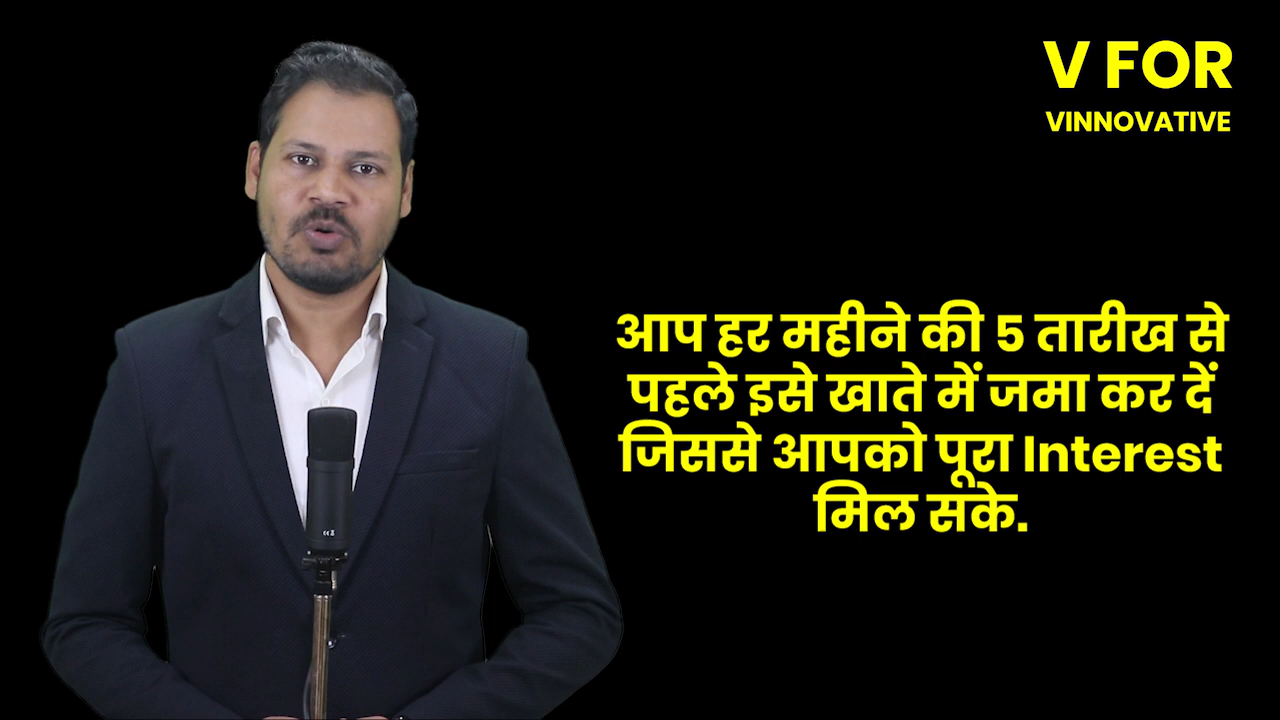 V FOR
VINNOVATIVE
आप हर महीने की 5 तारीख से
पहले इसे खाते में जमा कर दें
जिससे आपको पूरा Interest
मिल सके.